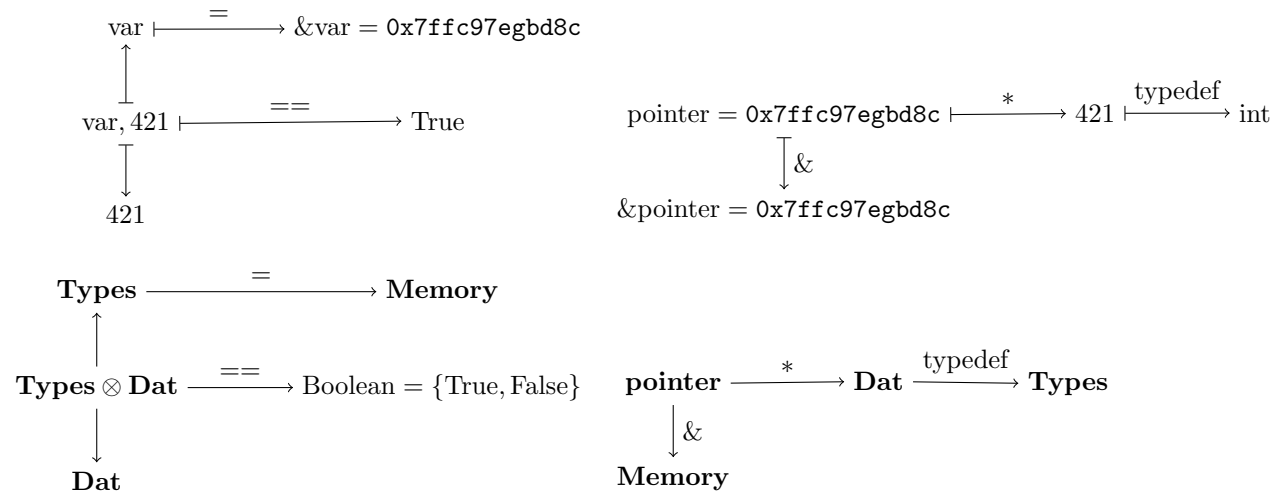 var = &var = 0x7ffc97egbd8c
var, 421 == True
421
pointer = 0x7ffc97egbd8c * 421 typedef int
&
&pointer = 0x7ffc97egbd8c
Types = Memory
Types ⊗ Dat == Boolean = {True, False}
Dat
pointer * Dat typedef Types
&
Memory